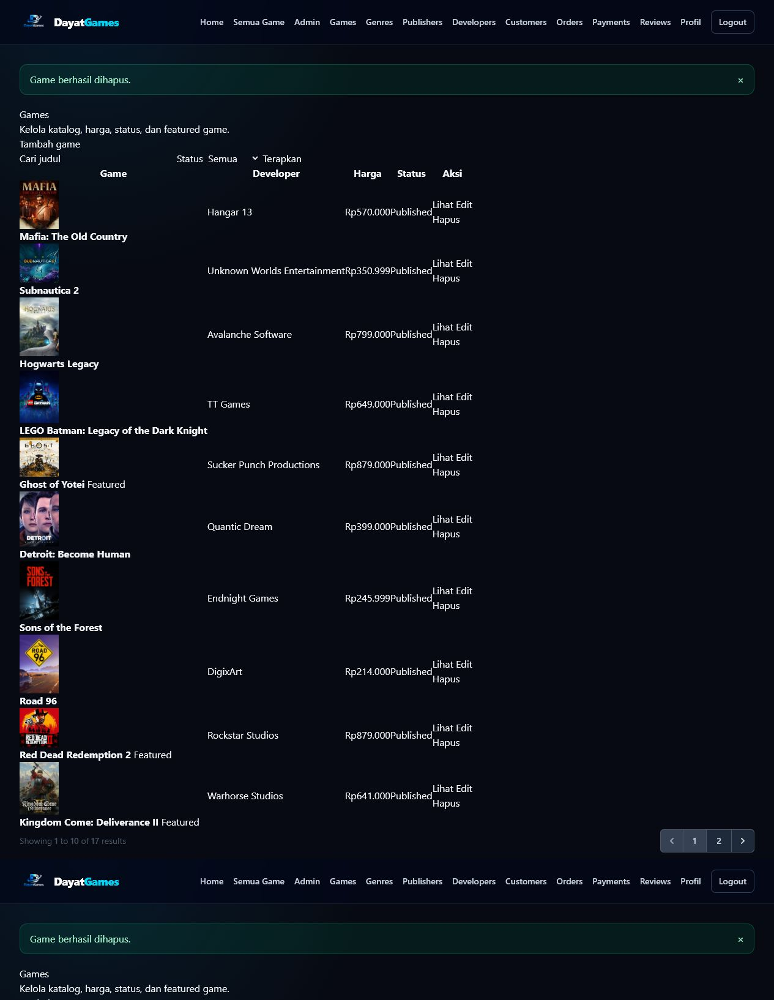 DayatGames Home Semua Game Admin Games Genres Publishers Developers Customers Orders Payments Reviews Profil Logout
Game berhasil dihapus. ×
Games
Kelola katalog, harga, status, dan featured game.
Tambah game
Cari judul Status Semua Terapkan
Game Developer Harga Status Aksi
MAFIA
THE OLD COUNTRY
Hangar 13 Rp570.000 Published Lihat Edit
Hapus
Mafia: The Old Country
SUBNAUTICA 2
Unknown Worlds Entertainment Rp350.999 Published Lihat Edit
Hapus
Subnautica 2
HOGWARTS
LEGACY
Avalanche Software Rp799.000 Published Lihat Edit
Hapus
Hogwarts Legacy
BATMAN
TT Games Rp649.000 Published Lihat Edit
Hapus
LEGO Batman: Legacy of the Dark Knight
GHOST
Sucker Punch Productions Rp879.000 Published Lihat Edit
Hapus
Ghost of Yōtei Featured
DETROIT
Quantic Dream Rp399.000 Published Lihat Edit
Hapus
Detroit: Become Human
SONS OF THE
FOREST
Endnight Games Rp245.999 Published Lihat Edit
Hapus
Sons of the Forest
ROAD
96
DigixArt Rp214.000 Published Lihat Edit
Hapus
Road 96
RED DEAD
REDEMPTION II
Rockstar Studios Rp879.000 Published Lihat Edit
Hapus
Red Dead Redemption 2 Featured
Kingdom Come
Deliverance
II
Warhorse Studios Rp641.000 Published Lihat Edit
Hapus
Kingdom Come: Deliverance II Featured
Showing 1 to 10 of 17 results 1 2
DayatGames Home Semua Game Admin Games Genres Publishers Developers Customers Orders Payments Reviews Profil Logout
Game berhasil dihapus. ×
Games
Kelola katalog, harga, status, dan featured game.